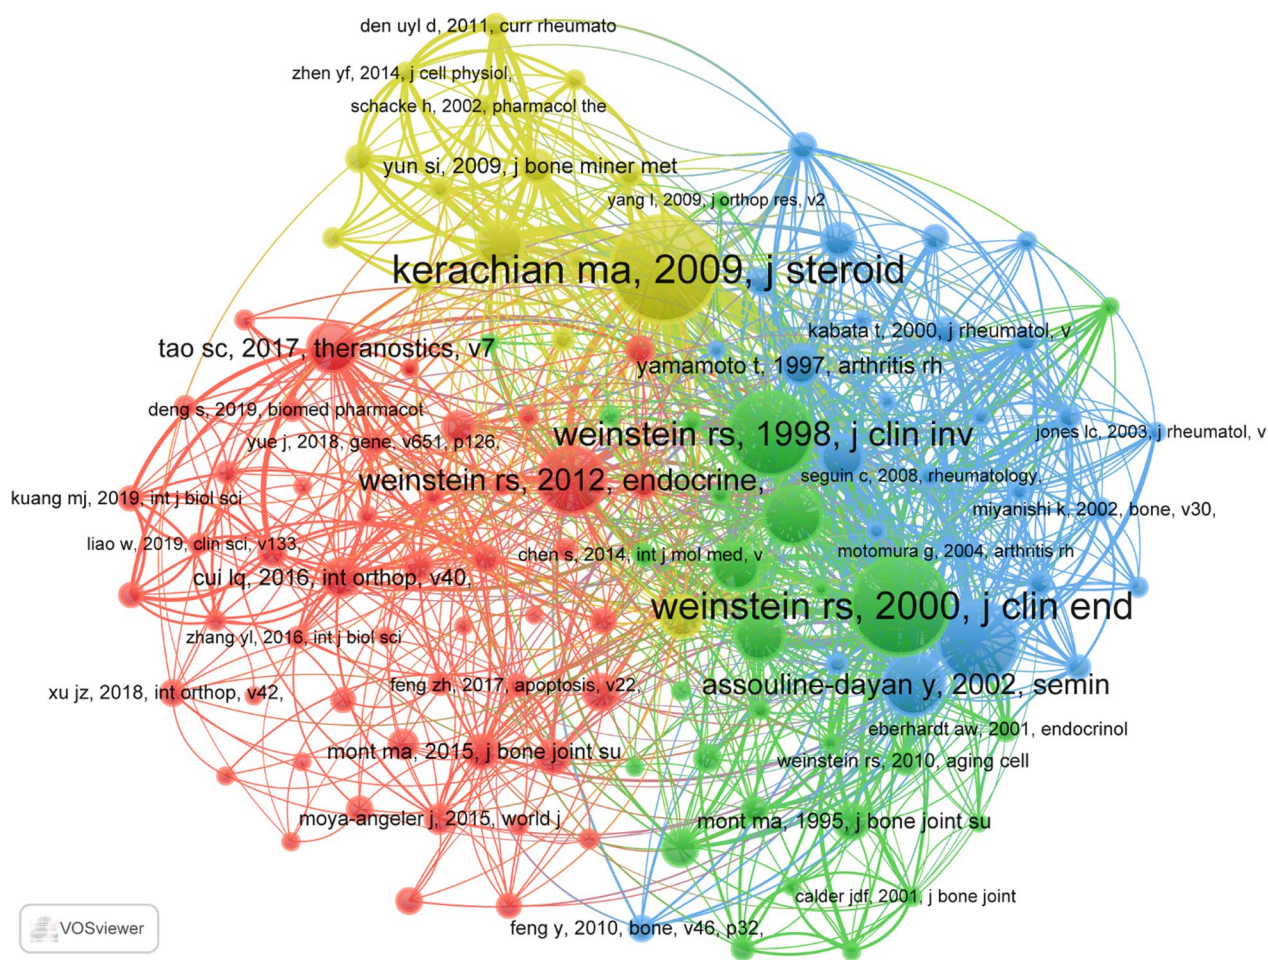 den uyl d, 2011, curr rheumato
zhen yf, 2014, j cell physiol,
schacke h, 2002, pharmacol the
yun si, 2009, j bone miner met
yang l, 2009, j orthop res, v2
kerachian ma, 2009, j steroid
kabata t, 2000, j rheumatol, v
tao sc, 2017, theranostics, v7
yamamoto t, 1997, arthritis rh
deng s, 2019, biomed pharmacot
jones lc, 2003, j rheumatol, v
weinstein rs, 1998, j clin inv
yue j, 2018, gene, v651, p126,
seguin c, 2008, rheumatology,
weinstein rs, 2012, endocrine,
kuang mj, 2019, int j biol sci
miyanishi k, 2002, bone, v30,
liao w, 2019, clin sci, v133,
motomura g, 2004, arthritis rh
chen s, 2014, int j mol med, v
cui lq, 2016, int orthop, v40,
weinstein rs, 2000, j clin end
zhang yl, 2016, int j biol sci
feng zh, 2017, apoptosis, v22,
assouline-dayan y, 2002, semin
xu jz, 2018, int orthop, v42,
eberhardt aw, 2001, endocrinol
mont ma, 2015, j bone joint su
weinstein rs, 2010, aging cell
moya-angeler j, 2015, world j
mont ma, 1995, j bone joint su
calder jdf, 2001, j bone joint
feng y, 2010, bone, v46, p32,
VOSviewer